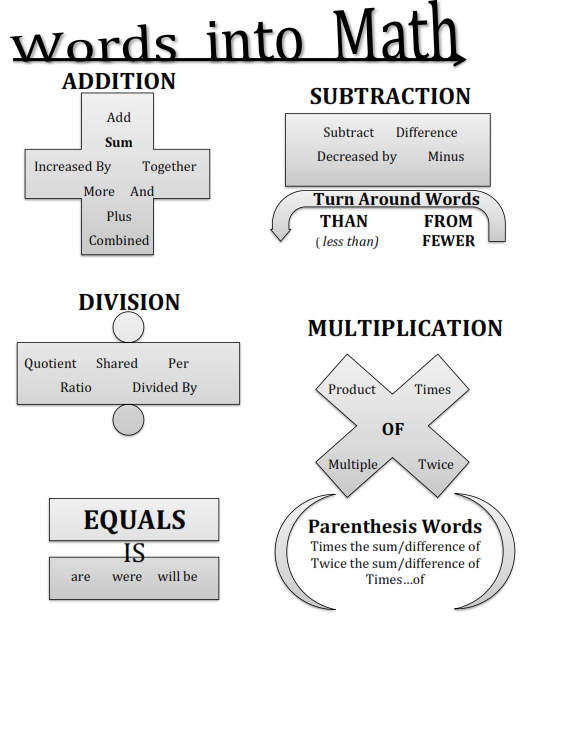 Words into Math
ADDITION
Add
Sum
Increased By Together
More And
Plus
Combined
SUBTRACTION
Subtract Difference
Decreased by Minus
Turn Around Words
THAN FROM
( less than) FEWER
DIVISION
Quotient Shared Per
Ratio Divided By
MULTIPLICATION
Product Times
OF
Multiple Twice
EQUALS
IS
are were will be
Parenthesis Words
Times the sum/difference of
Twice the sum/difference of
Times...of